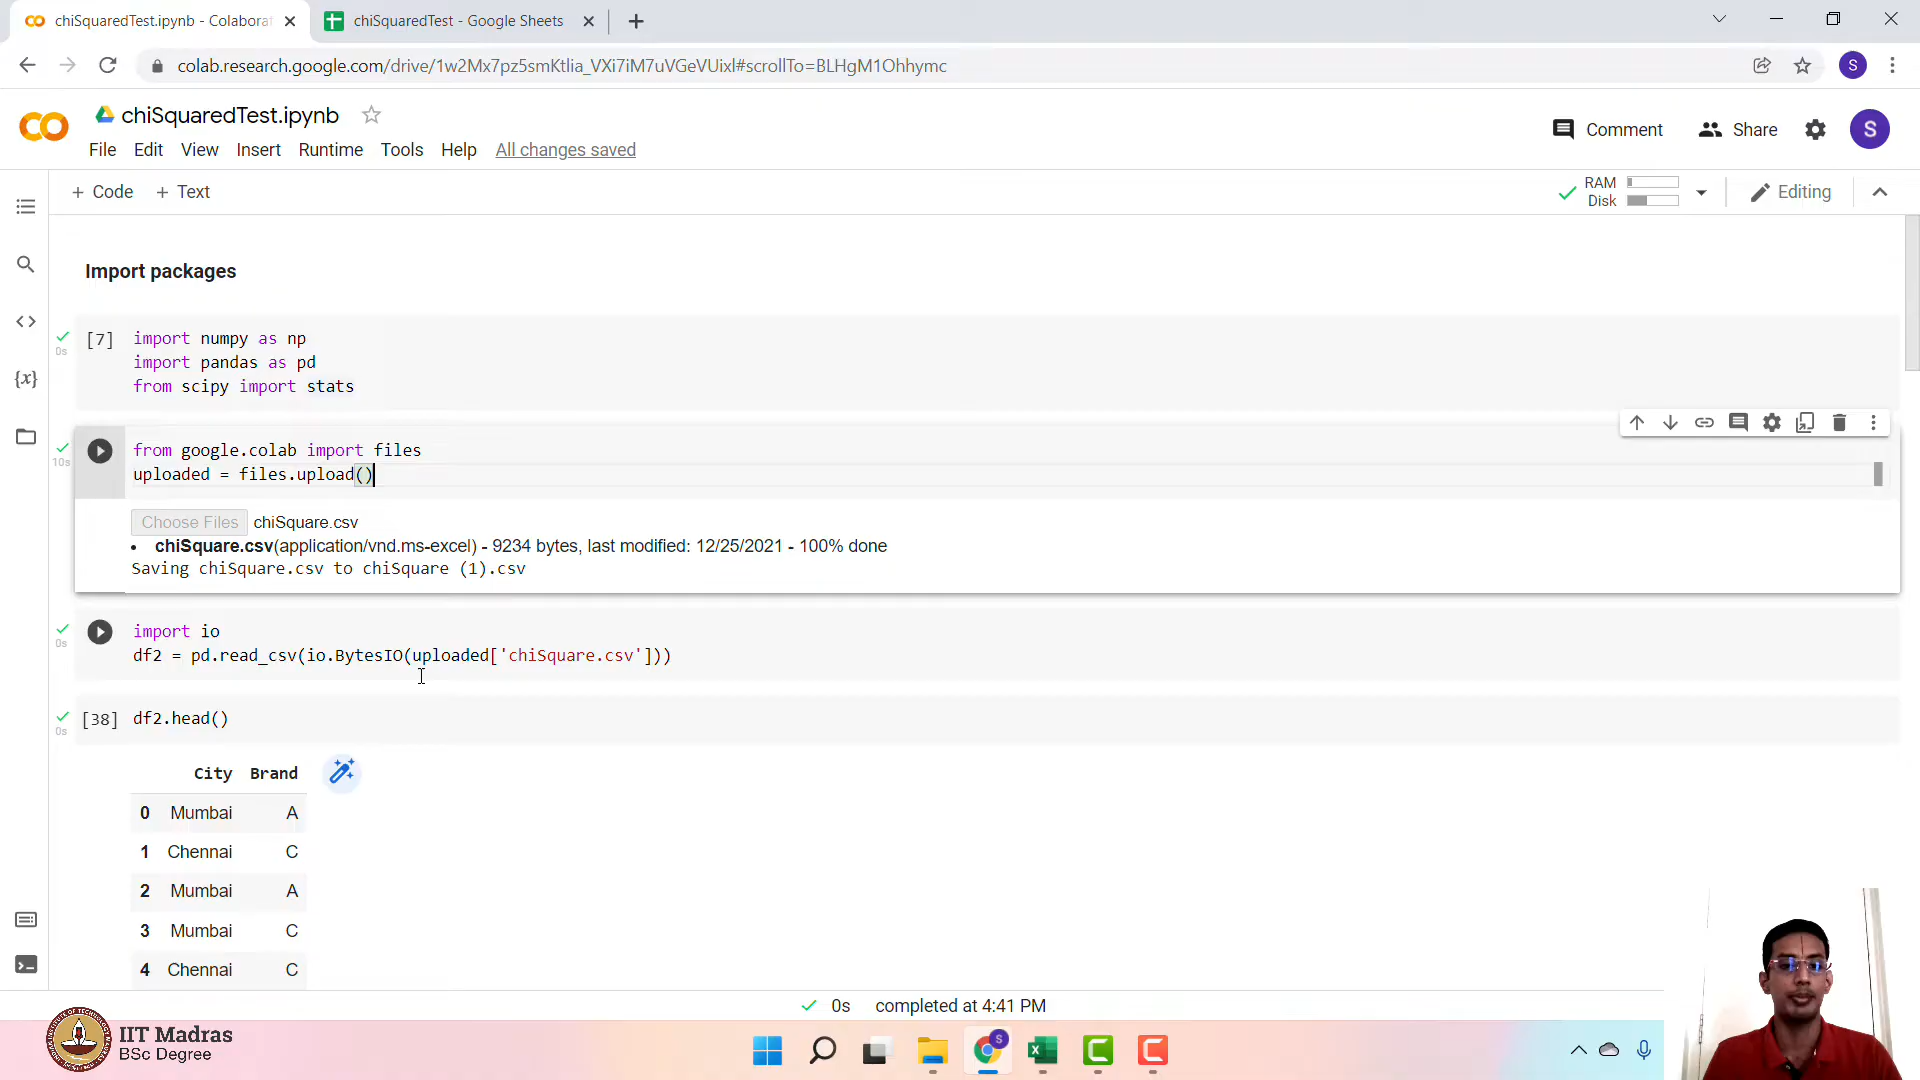 chiSquaredTest.ipynb - Colaborat
chiSquaredTest - Google Sheets
colab.research.google.com/drive/1w2Mx7pz5smKtlia_VXi7iM7uVGeVUixl#scrollTo=BLHgM1Ohhymc
S
chiSquaredTest.ipynb
File Edit View Insert Runtime Tools Help All changes saved
Comment Share S
+ Code + Text
RAM
Disk
Editing
Import packages
[7] import numpy as np
import pandas as pd
from scipy import stats
0s
from google.colab import files
10s
uploaded = files.upload()
Choose Files chiSquare.csv
• chiSquare.csv(application/vnd.ms-excel) - 9234 bytes, last modified: 12/25/2021 - 100% done
Saving chiSquare.csv to chiSquare (1).csv
import io
0s
df2 = pd.read_csv(io.BytesIO(uploaded['chiSquare.csv']))
[38] df2.head()
0s
City Brand
0 Mumbai A
1 Chennai C
2 Mumbai A
3 Mumbai C
4 Chennai C
0s completed at 4:41 PM
IIT Madras
BSc Degree
S